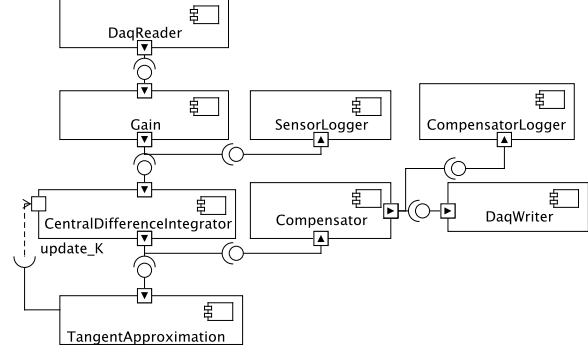 DaqReader
Gain
SensorLogger
CompensatorLogger
CentralDifferenceIntegrator
Compensator
DaqWriter
update_K
TangentApproximation